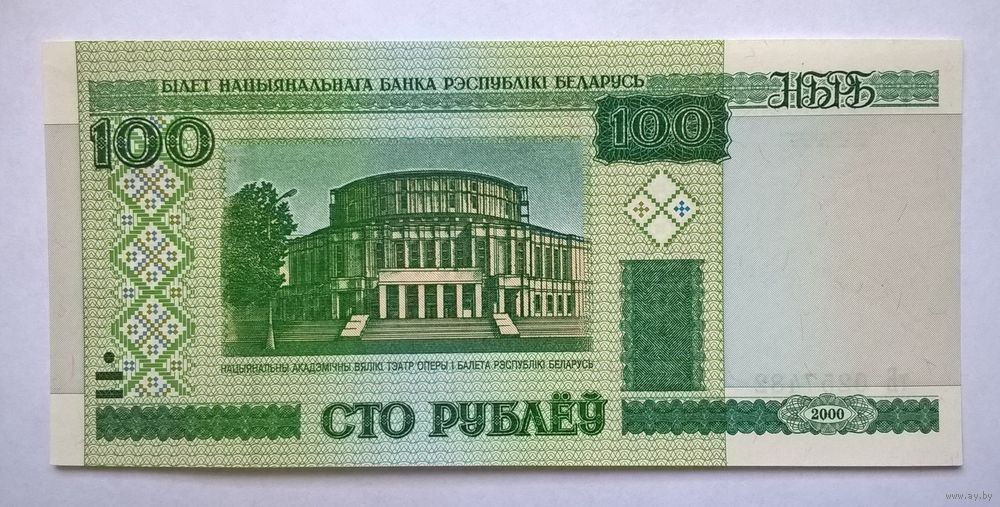 БІЛЕТ НАЦЫЯНАЛЬНАГА БАНКА РЭСПУБЛІКІ БЕЛАРУСЬ
НБРБ
100
100
НАЦЫЯНАЛЬНЫ АКАДЭМІЧНЫ ВЯЛІКІ ТЭАТР ОПЕРЫ І БАЛЕТА РЭСПУБЛІКІ БЕЛАРУСЬ
СТО РУБЛЁЎ
2000
www.ay.by